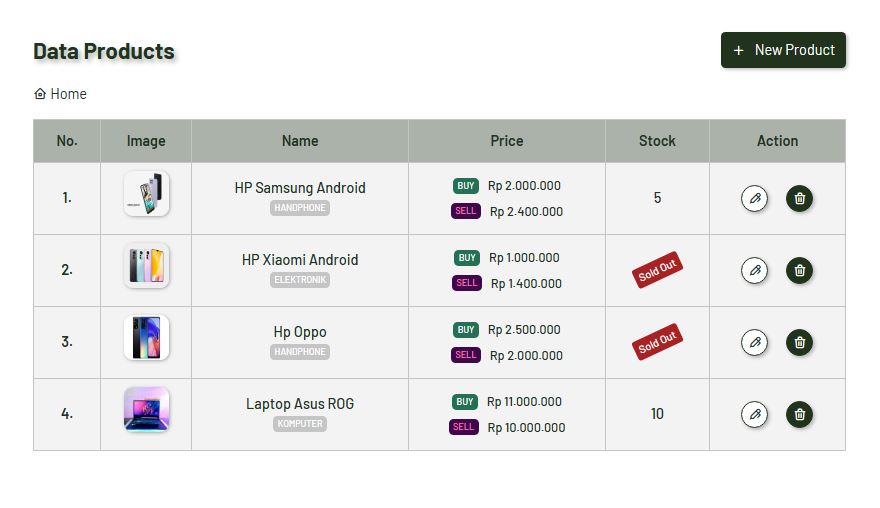 Data Products
+ New Product
Home
No. Image Name Price Stock Action
1. HP Samsung Android HANDPHONE BUY Rp 2.000.000 SELL Rp 2.400.000 5
2. HP Xiaomi Android ELEKTRONIK BUY Rp 1.000.000 SELL Rp 1.400.000 Sold Out
3. Hp Oppo HANDPHONE BUY Rp 2.500.000 SELL Rp 2.000.000 Sold Out
4. Laptop Asus ROG KOMPUTER BUY Rp 11.000.000 SELL Rp 10.000.000 10